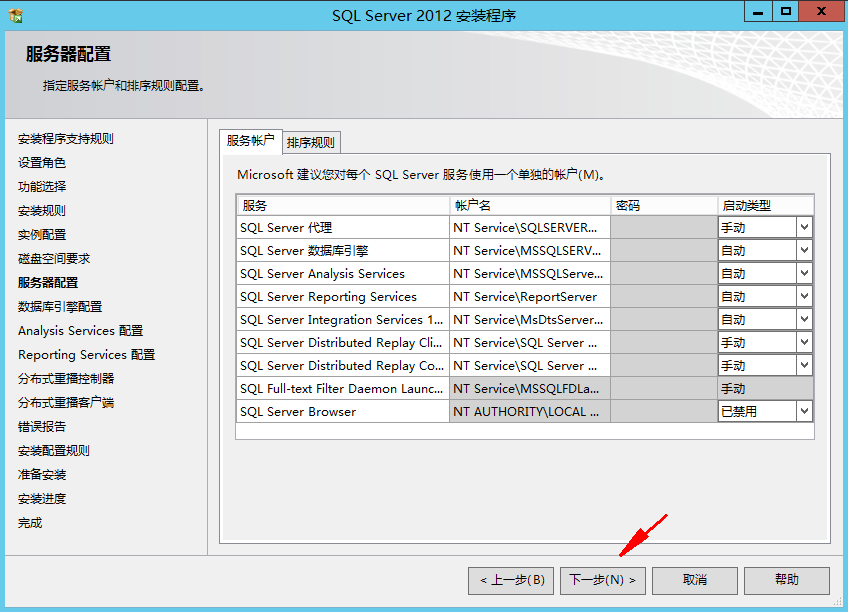 SQL Server 2012 安装程序
服务器配置
指定服务帐户和排序规则配置。
安装程序支持规则
设置角色
功能选择
安装规则
实例配置
磁盘空间要求
服务器配置
数据库引擎配置
Analysis Services 配置
Reporting Services 配置
分布式重播控制器
分布式重播客户端
错误报告
安装配置规则
准备安装
安装进度
完成
服务帐户 排序规则
Microsoft 建议您对每个 SQL Server 服务使用一个单独的帐户(M)。
服务 帐户名 密码 启动类型
SQL Server 代理 NT Service\SQLSERVER... 手动
SQL Server 数据库引擎 NT Service\MSSQLSERV... 自动
SQL Server Analysis Services NT Service\MSSQLServe... 自动
SQL Server Reporting Services NT Service\ReportServer 自动
SQL Server Integration Services 1... NT Service\MsDtsServer... 自动
SQL Server Distributed Replay Cli... NT Service\SQL Server ... 手动
SQL Server Distributed Replay Co... NT Service\SQL Server ... 手动
SQL Full-text Filter Daemon Launc... NT Service\MSSQLFDLa... 手动
SQL Server Browser NT AUTHORITY\LOCAL ... 已禁用
< 上一步(B) 下一步(N) > 取消 帮助